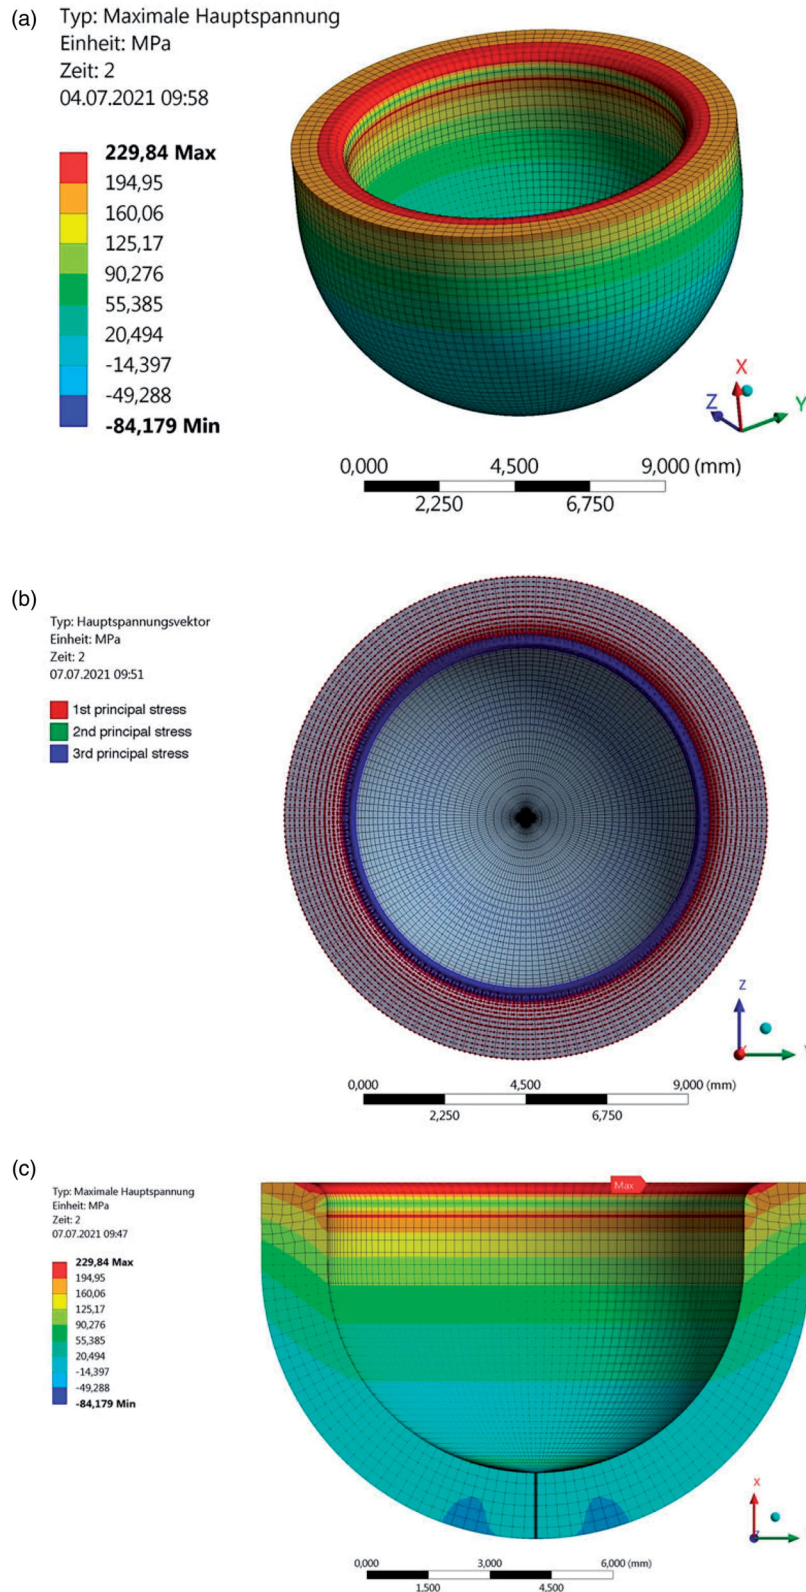 (a)
Typ: Maximale Hauptspannung
Einheit: MPa
Zeit: 2
04.07.2021 09:58
229,84 Max
194,95
160,06
125,17
90,276
55,385
20,494
-14,397
-49,288
-84,179 Min
X
Z
Y
0,000 4,500 9,000 (mm)
2,250 6,750
(b)
Typ: Hauptspannungsvektor
Einheit: MPa
Zeit: 2
07.07.2021 09:51
1st principal stress
2nd principal stress
3rd principal stress
Z
0,000 4,500 9,000 (mm)
2,250 6,750
(c)
Typ: Maximale Hauptspannung
Einheit: MPa
Zeit: 2
07.07.2021 09:47
229,84 Max
194,95
160,06
125,17
90,276
55,385
20,494
-14,397
-49,288
-84,179 Min
Max
X
0,000 3,000 6,000 (mm)
1,500 4,500